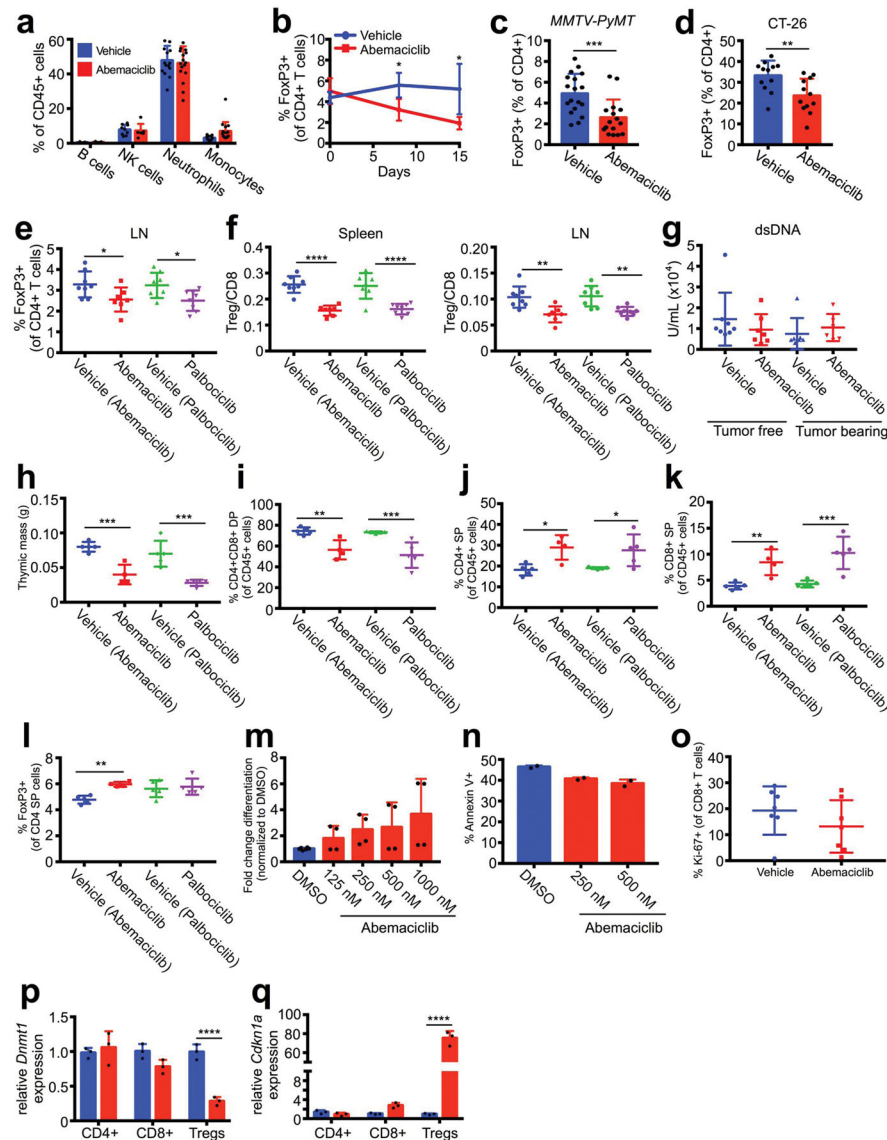 a
% of CD45+ cells
60
40
20
0
B cells
NK cells
Neutrophils
Monocytes
Vehicle
Abemaciclib
b
% FoxP3+
(of CD4+ T cells)
8
6
4
2
0
0
5
10
15
Days
Vehicle
Abemaciclib
*
*
c
MMTV-PyMT
FoxP3+ (% of CD4+)
10
8
6
4
2
0
***
Vehicle
Abemaciclib
d
CT-26
FoxP3+ (% of CD4+)
50
40
30
20
10
0
**
Vehicle
Abemaciclib
e
LN
% FoxP3+
(of CD4+ T cells)
5
4
3
2
1
0
*
*
Vehicle (Abemaciclib)
Abemaciclib
Vehicle (Palbociclib)
Palbociclib
f
Spleen
Treg/CD8
0.4
0.3
0.2
0.1
0.0
****
****
Vehicle (Abemaciclib)
Abemaciclib
Vehicle (Palbociclib)
Palbociclib
LN
Treg/CD8
0.20
0.15
0.10
0.05
0.00
**
**
Vehicle (Abemaciclib)
Abemaciclib
Vehicle (Palbociclib)
Palbociclib
g
dsDNA
U/mL (x10⁴)
6
4
2
0
Vehicle
Abemaciclib
Vehicle
Abemaciclib
Tumor free
Tumor bearing
h
Thymic mass (g)
0.15
0.10
0.05
0.00
***
***
Vehicle (Abemaciclib)
Abemaciclib
Vehicle (Palbociclib)
Palbociclib
i
% CD4+CD8+ DP
(of CD45+ cells)
100
80
60
40
20
0
**
***
Vehicle (Abemaciclib)
Abemaciclib
Vehicle (Palbociclib)
Palbociclib
j
% CD4+ SP
(of CD45+ cells)
60
40
20
0
*
*
Vehicle (Abemaciclib)
Abemaciclib
Vehicle (Palbociclib)
Palbociclib
k
% CD8+ SP
(of CD45+ cells)
20
15
10
5
0
**
***
Vehicle (Abemaciclib)
Abemaciclib
Vehicle (Palbociclib)
Palbociclib
l
% FoxP3+
(of CD4 SP cells)
10
8
6
4
2
0
**
Vehicle (Abemaciclib)
Abemaciclib
Vehicle (Palbociclib)
Palbociclib
m
Fold change differentiation
(normalized to DMSO)
8
6
4
2
0
DMSO
125 nM
250 nM
500 nM
1000 nM
Abemaciclib
n
% Annexin V+
50
40
30
20
10
0
DMSO
250 nM
500 nM
Abemaciclib
o
% Ki-67+ (of CD8+ T cells)
40
30
20
10
0
Vehicle
Abemaciclib
p
relative Dnmt1
expression
1.5
1.0
0.5
0.0
****
CD4+
CD8+
Tregs
q
relative Cdkn1a
expression
100
80
60
8
6
4
2
0
****
CD4+
CD8+
Tregs